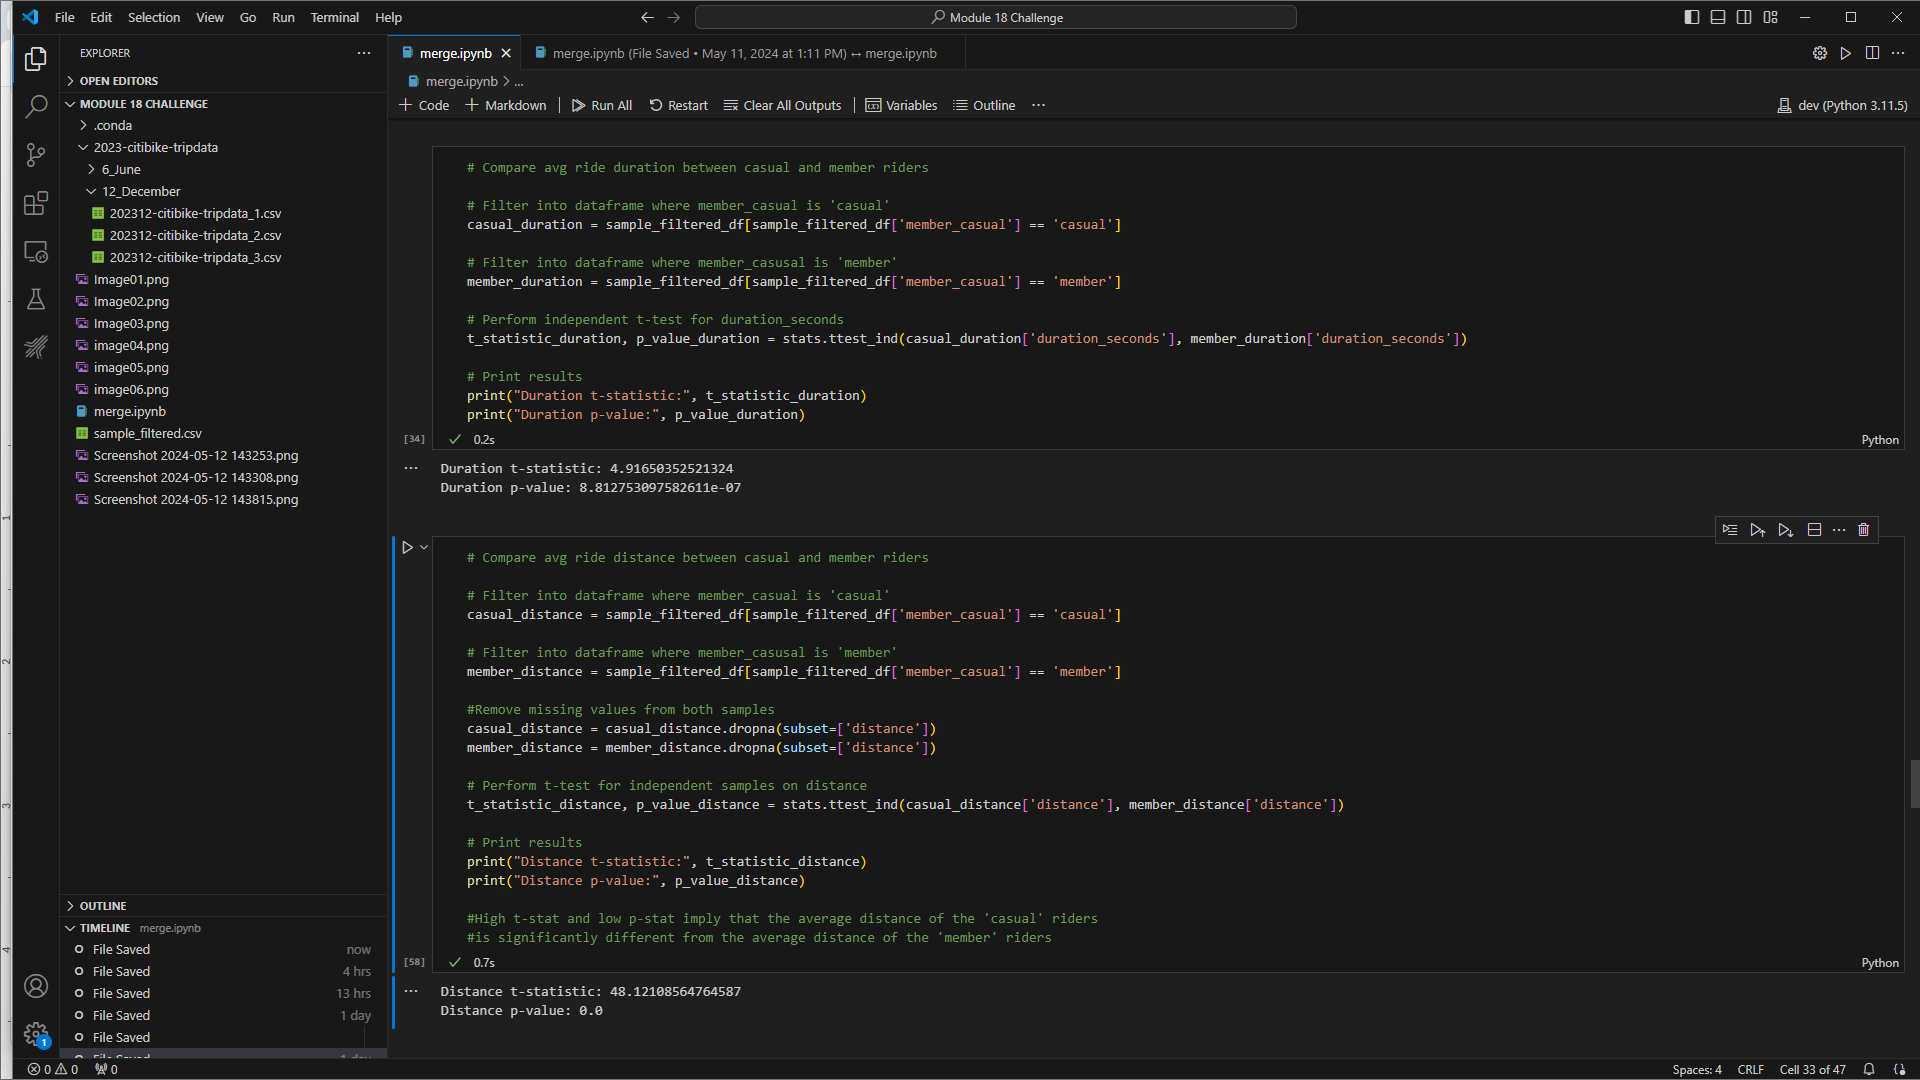 File Edit Selection View Go Run Terminal Help
Module 18 Challenge
EXPLORER
OPEN EDITORS
MODULE 18 CHALLENGE
.conda
2023-citibike-tripdata
6_June
12_December
202312-citibike-tripdata_1.csv
202312-citibike-tripdata_2.csv
202312-citibike-tripdata_3.csv
Image01.png
Image02.png
Image03.png
image04.png
image05.png
image06.png
merge.ipynb
sample_filtered.csv
Screenshot 2024-05-12 143253.png
Screenshot 2024-05-12 143308.png
Screenshot 2024-05-12 143815.png
OUTLINE
TIMELINE merge.ipynb
File Saved now
File Saved 4 hrs
File Saved 13 hrs
File Saved 1 day
File Saved
merge.ipynb
merge.ipynb (File Saved • May 11, 2024 at 1:11 PM) ↔ merge.ipynb
merge.ipynb > ...
+ Code + Markdown Run All Restart Clear All Outputs Variables Outline ...
dev (Python 3.11.5)
# Compare avg ride duration between casual and member riders
# Filter into dataframe where member_casual is 'casual'
casual_duration = sample_filtered_df[sample_filtered_df['member_casual'] == 'casual']
# Filter into dataframe where member_casusal is 'member'
member_duration = sample_filtered_df[sample_filtered_df['member_casual'] == 'member']
# Perform independent t-test for duration_seconds
t_statistic_duration, p_value_duration = stats.ttest_ind(casual_duration['duration_seconds'], member_duration['duration_seconds'])
# Print results
print("Duration t-statistic:", t_statistic_duration)
print("Duration p-value:", p_value_duration)
[34] 0.2s Python
Duration t-statistic: 4.91650352521324
Duration p-value: 8.812753097582611e-07
# Compare avg ride distance between casual and member riders
# Filter into dataframe where member_casual is 'casual'
casual_distance = sample_filtered_df[sample_filtered_df['member_casual'] == 'casual']
# Filter into dataframe where member_casusal is 'member'
member_distance = sample_filtered_df[sample_filtered_df['member_casual'] == 'member']
#Remove missing values from both samples
casual_distance = casual_distance.dropna(subset=['distance'])
member_distance = member_distance.dropna(subset=['distance'])
# Perform t-test for independent samples on distance
t_statistic_distance, p_value_distance = stats.ttest_ind(casual_distance['distance'], member_distance['distance'])
# Print results
print("Distance t-statistic:", t_statistic_distance)
print("Distance p-value:", p_value_distance)
#High t-stat and low p-stat imply that the average distance of the 'casual' riders
#is significantly different from the average distance of the 'member' riders
[58] 0.7s Python
Distance t-statistic: 48.12108564764587
Distance p-value: 0.0
1
0 0 0
Spaces: 4 CRLF Cell 33 of 47